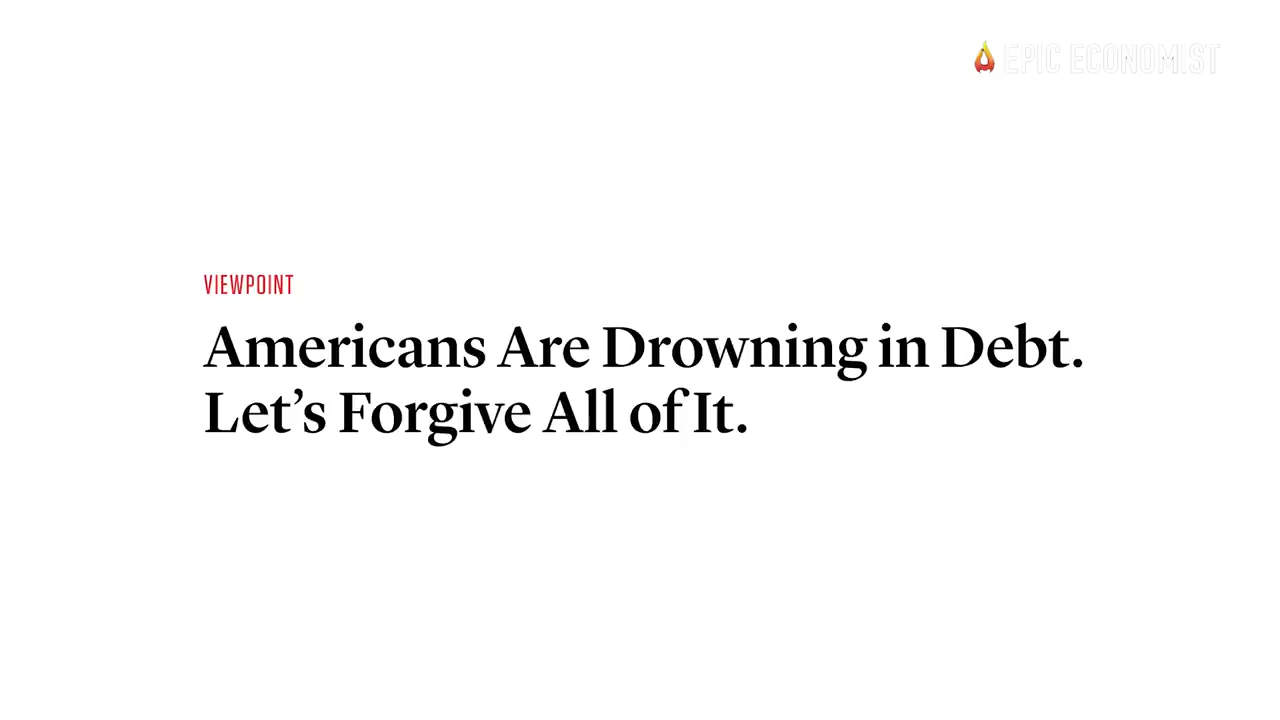 EPIC ECONOMIST
VIEWPOINT
Americans Are Drowning in Debt.
Let’s Forgive All of It.